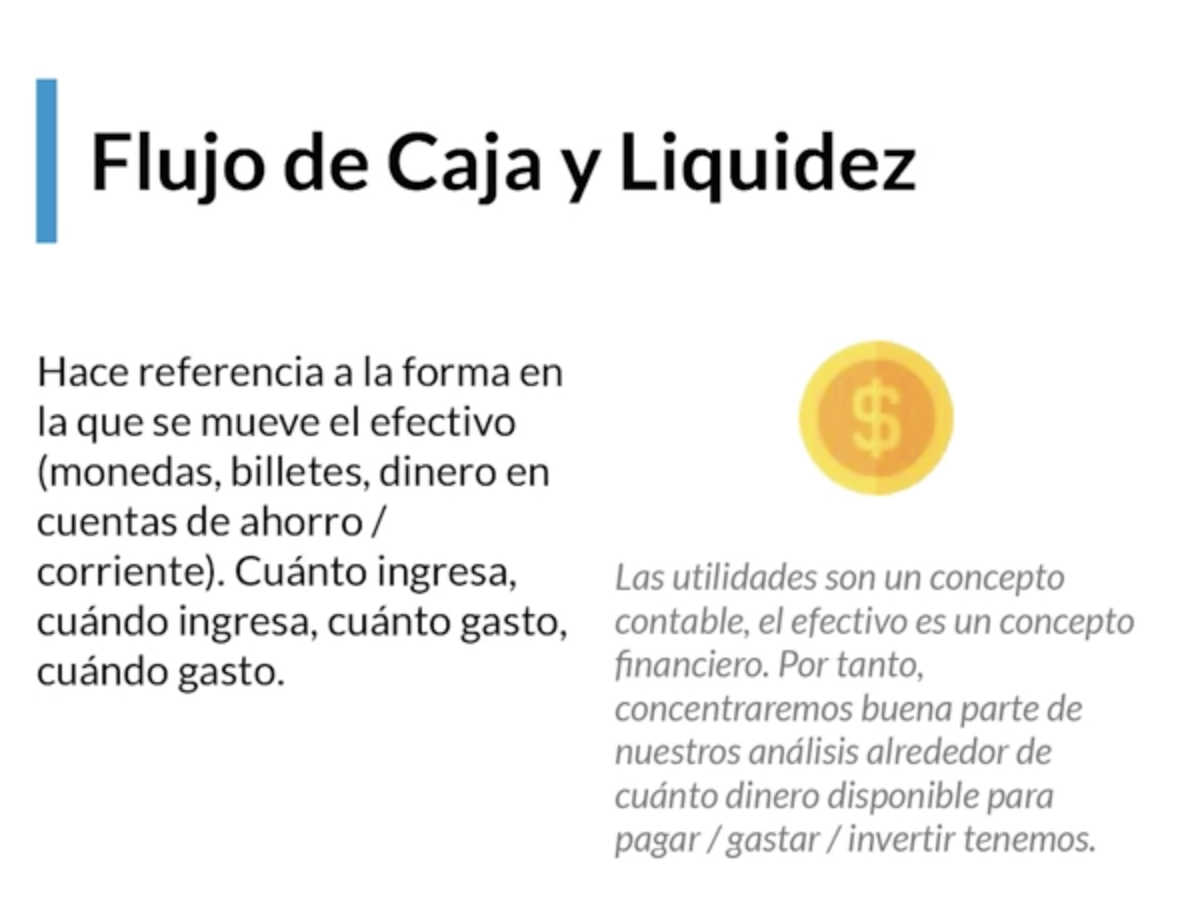 Flujo de Caja y Liquidez
Hace referencia a la forma en
la que se mueve el efectivo
(monedas, billetes, dinero en
cuentas de ahorro /
corriente). Cuánto ingresa,
cuándo ingresa, cuánto gasto,
cuándo gasto.
$
Las utilidades son un concepto
contable, el efectivo es un concepto
financiero. Por tanto,
concentraremos buena parte de
nuestros análisis alrededor de
cuánto dinero disponible para
pagar / gastar / invertir tenemos.